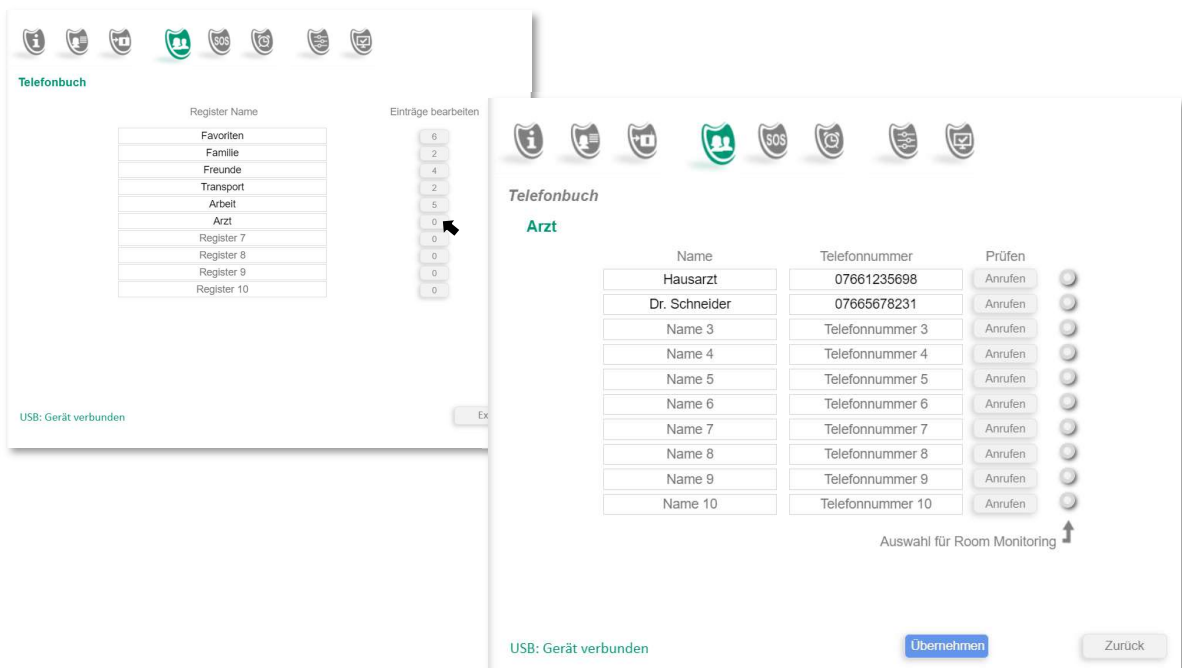 SOS
Telefonbuch
Register Name Einträge bearbeiten
Favoriten 6
Familie 2
Freunde 4
Transport 2
Arbeit 5
Arzt 0
Register 7 0
Register 8 0
Register 9 0
Register 10 0
USB: Gerät verbunden Ex
SOS
Telefonbuch
Arzt
Name Telefonnummer Prüfen
Hausarzt 07661235698 Anrufen
Dr. Schneider 07665678231 Anrufen
Name 3 Telefonnummer 3 Anrufen
Name 4 Telefonnummer 4 Anrufen
Name 5 Telefonnummer 5 Anrufen
Name 6 Telefonnummer 6 Anrufen
Name 7 Telefonnummer 7 Anrufen
Name 8 Telefonnummer 8 Anrufen
Name 9 Telefonnummer 9 Anrufen
Name 10 Telefonnummer 10 Anrufen
Auswahl für Room Monitoring
USB: Gerät verbunden Übernehmen Zurück